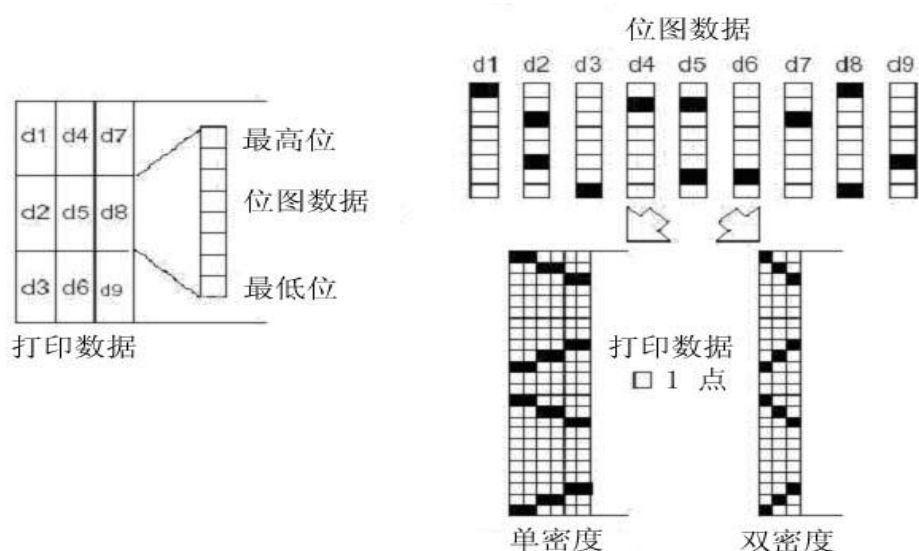 位图数据
d1 d2 d3 d4 d5 d6 d7 d8 d9
d1 d4 d7
d2 d5 d8
d3 d6 d9
最高位
位图数据
最低位
打印数据
打印数据
1 点
单密度
双密度